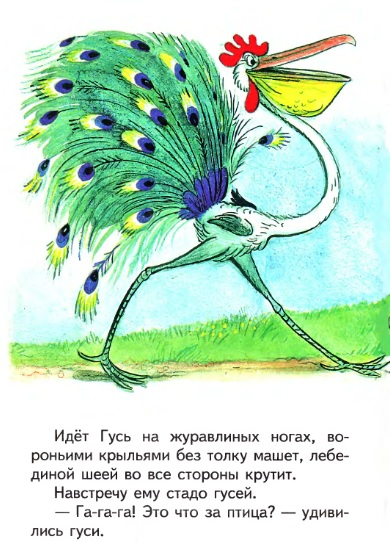 Идёт Гусь на журавлиных ногах, во-
роньими крыльями без толку машет, лебе-
диной шеей во все стороны крутит.
Навстречу ему стадо гусей.
— Га-га-га! Это что за птица? — удиви-
лись гуси.